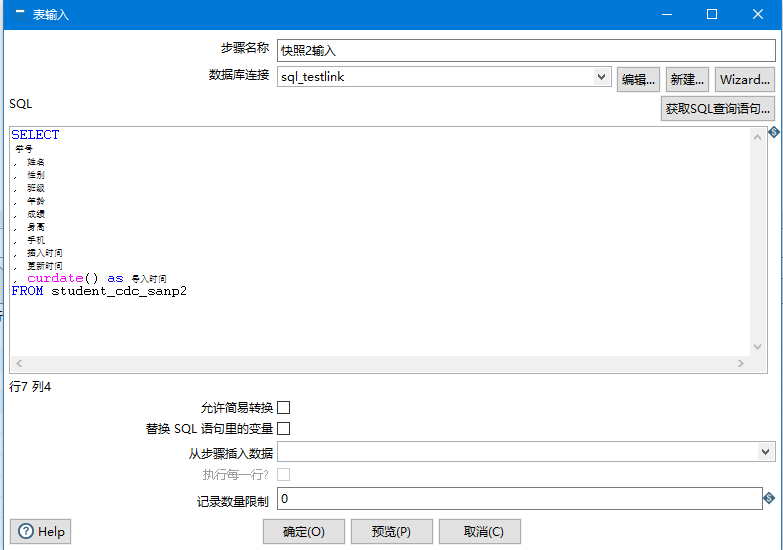 表输入
步骤名称 快照2输入
数据库连接 sql_testlink 编辑... 新建... Wizard...
SQL 获取SQL查询语句...
SELECT
学号
, 姓名
, 性别
, 班级
, 年龄
, 成绩
, 身高
, 手机
, 插入时间
, 更新时间
, curdate() as 导入时间
FROM student_cdc_sanp2
行7 列4
允许简易转换
替换 SQL 语句里的变量
从步骤插入数据
执行每一行?
记录数量限制 0
Help 确定(O) 预览(P) 取消(C)